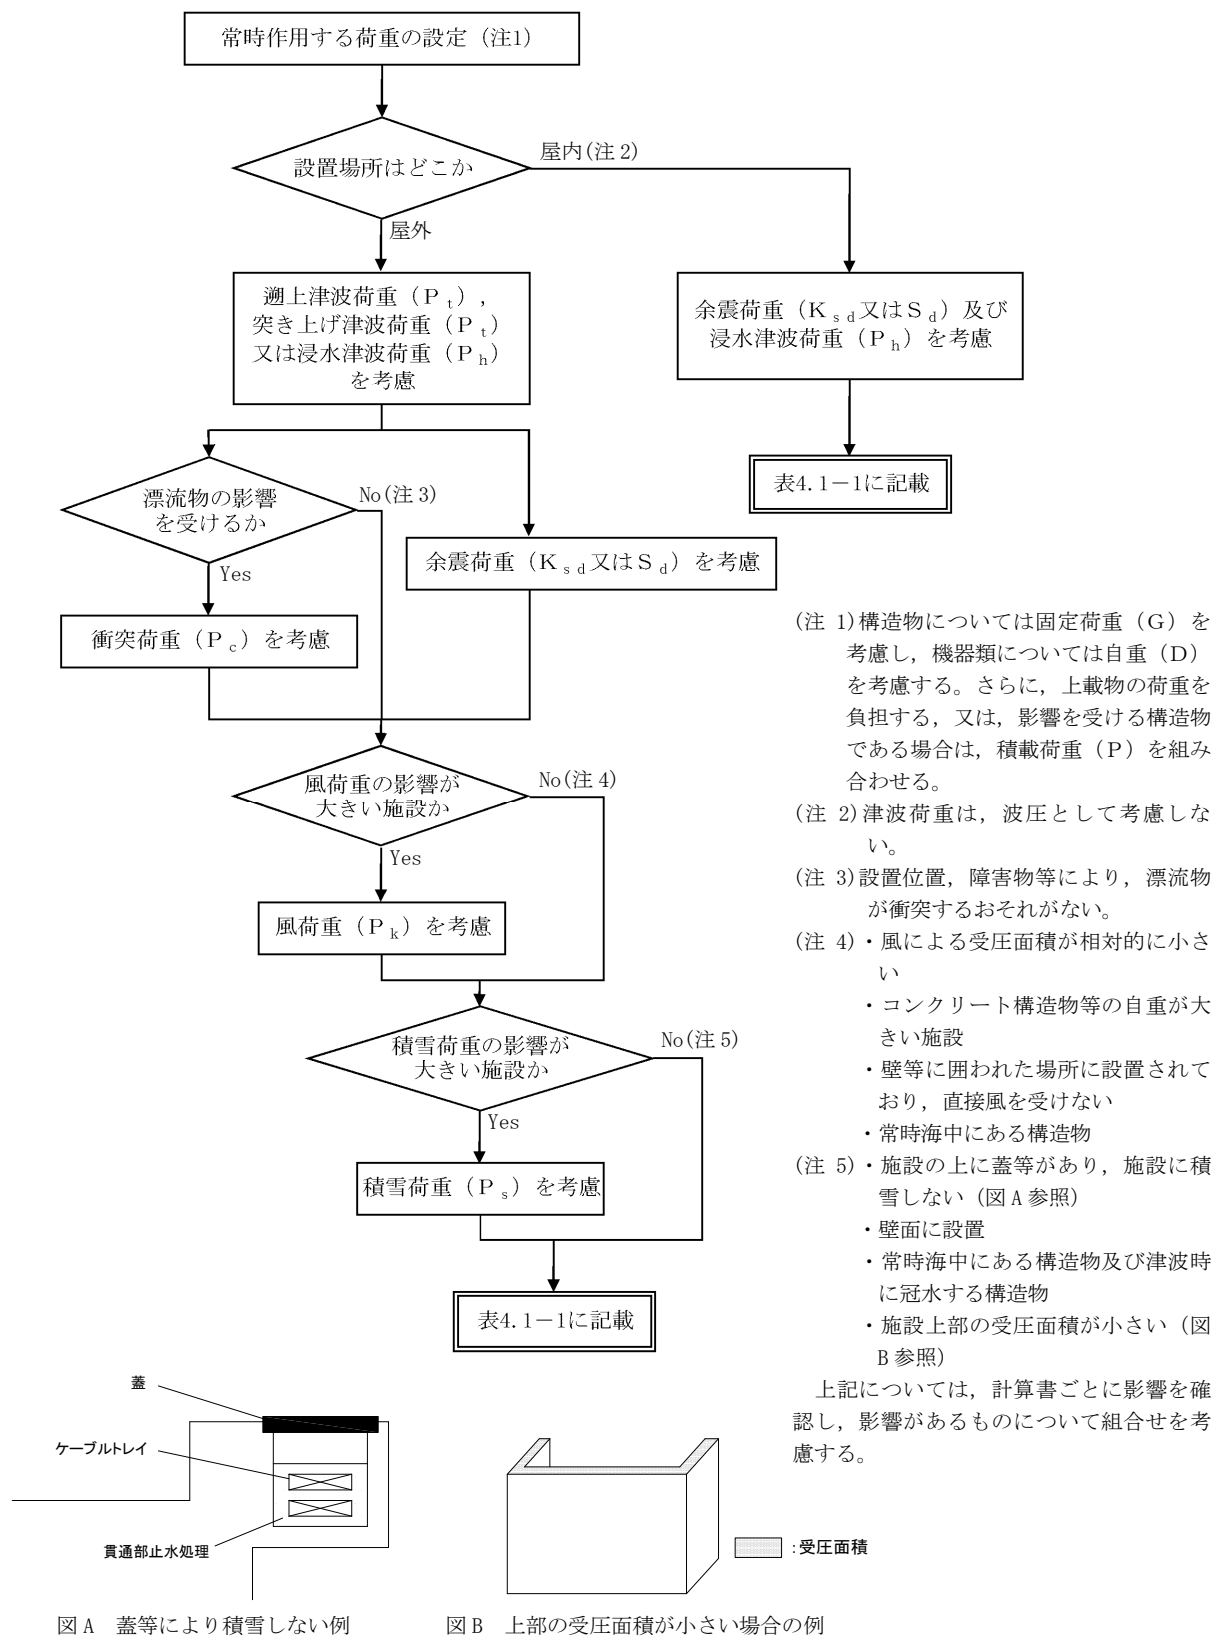 常時作用する荷重の設定（注1）
設置場所はどこか
屋内(注 2)
屋外
遡上津波荷重（Ｐt），
突き上げ津波荷重（Ｐt）
又は浸水津波荷重（Ｐh）
を考慮
余震荷重（Ｋsd又はＳd）及び
浸水津波荷重（Ｐh）を考慮
表4.1－1に記載
漂流物の影響
を受けるか
No(注 3)
Yes
余震荷重（Ｋsd又はＳd）を考慮
衝突荷重（Ｐc）を考慮
風荷重の影響が
大きい施設か
No(注 4)
Yes
風荷重（Ｐk）を考慮
積雪荷重の影響が
大きい施設か
No(注 5)
Yes
積雪荷重（Ｐs）を考慮
表4.1－1に記載
(注 1)構造物については固定荷重（Ｇ）を
考慮し，機器類については自重（Ｄ）
を考慮する。さらに，上載物の荷重を
負担する，又は，影響を受ける構造物
である場合は，積載荷重（Ｐ）を組み
合わせる。
(注 2)津波荷重は，波圧として考慮しな
い。
(注 3)設置位置，障害物等により，漂流物
が衝突するおそれがない。
(注 4)・風による受圧面積が相対的に小さ
い
・コンクリート構造物等の自重が大
きい施設
・壁等に囲われた場所に設置されて
おり，直接風を受けない
・常時海中にある構造物
(注 5)・施設の上に蓋等があり，施設に積
雪しない（図 A 参照）
・壁面に設置
・常時海中にある構造物及び津波時
に冠水する構造物
・施設上部の受圧面積が小さい（図
B 参照）
上記については，計算書ごとに影響を確
認し，影響があるものについて組合せを考
慮する。
蓋
ケーブルトレイ
貫通部止水処理
:受圧面積
図 A　蓋等により積雪しない例
図 B　上部の受圧面積が小さい場合の例